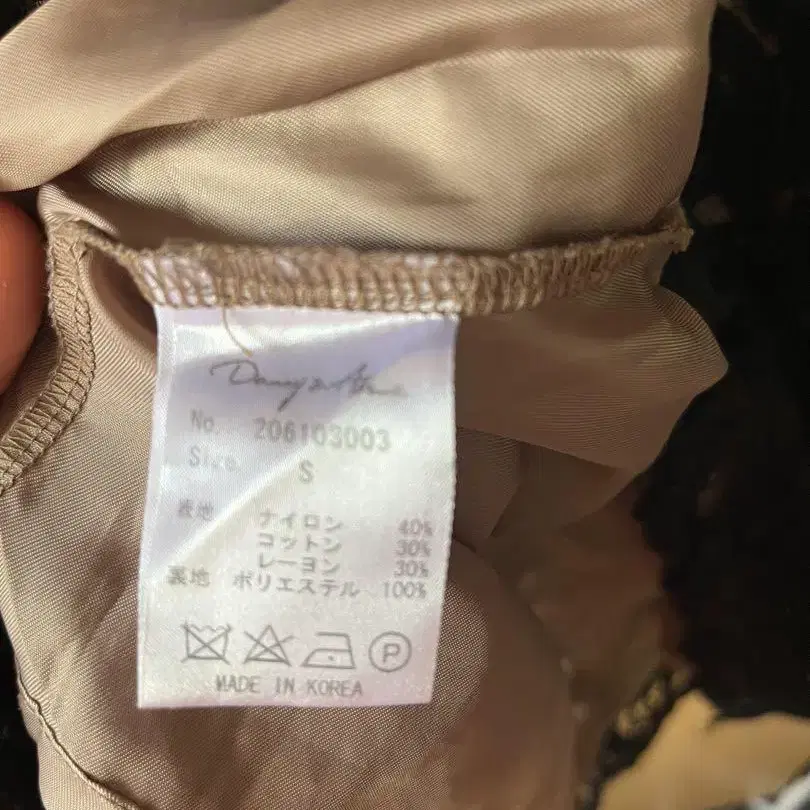 No. 206103003
Size S
表地 ナイロン 40%
コットン 30%
レーヨン 30%
裏地 ポリエステル 100%
P
MADE IN KOREA